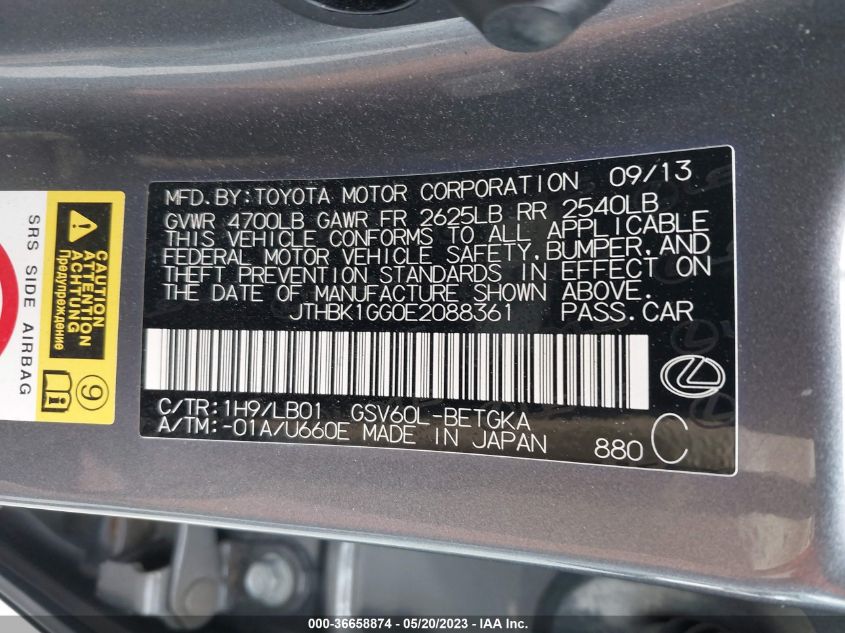 MFD.BY:TOYOTA MOTOR CORPORATION 09/13
GVWR 4700LB GAWR FR 2625LB RR 2540LB
THIS VEHICLE CONFORMS TO ALL APPLICABLE
FEDERAL MOTOR VEHICLE SAFETY,BUMPER,AND
THEFT PREVENTION STANDARDS IN EFFECT ON
THE DATE OF MANUFACTURE SHOWN ABOVE.
JTHBK1GG0E2088361 PASS.CAR
C/TR:1H9/LB01 GSV60L-BETGKA
A/TM:-01A/U660E MADE IN JAPAN 880 C
SRS SIDE AIRBAG
CAUTION
ATTENTION
ACHTUNG
Предупреждение
9
000-36658874 - 05/20/2023 - IAA Inc.